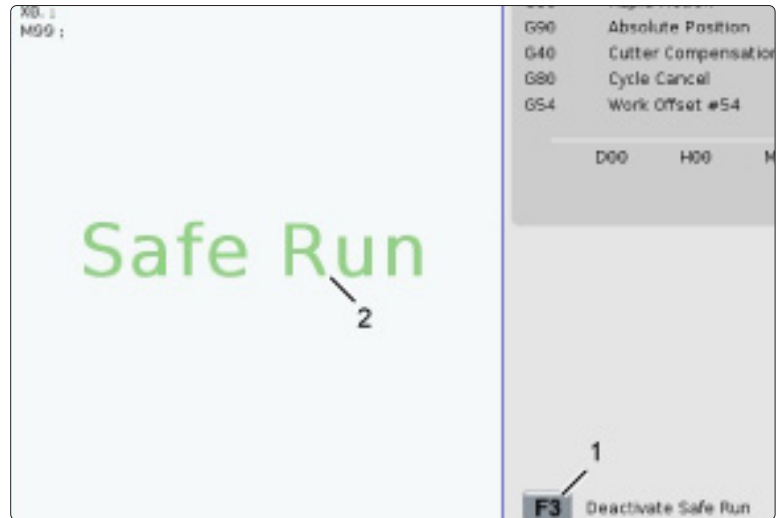 X0. ;
M99 ;
Safe Run
2
G90 Absolute Position
G40 Cutter Compensation
G80 Cycle Cancel
G54 Work Offset #54
D00 H00 M
1
F3 Deactivate Safe Run